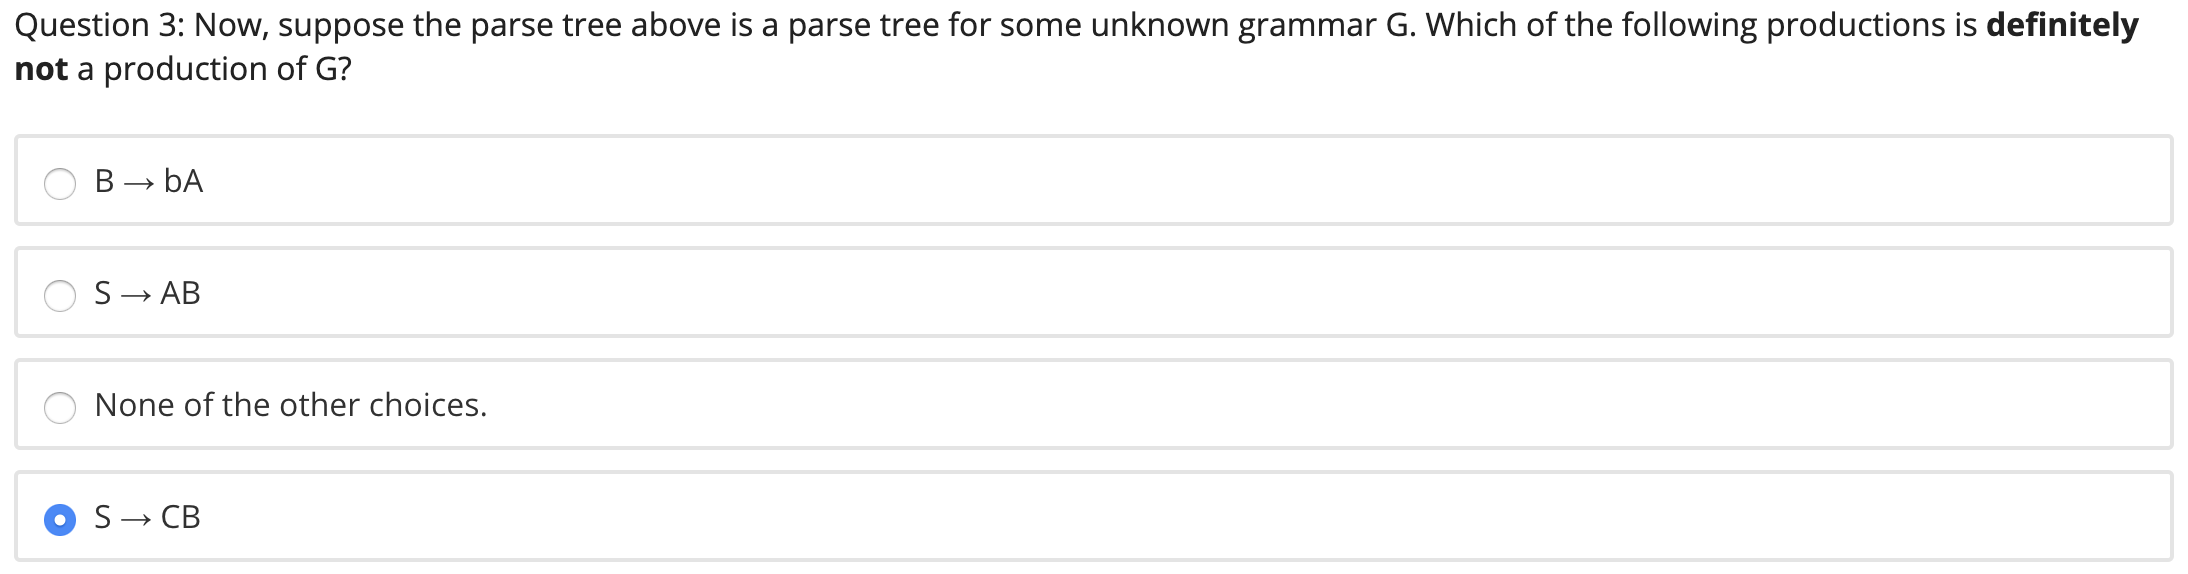 Question 3: Now, suppose the parse tree above is a parse tree for some unknown grammar G. Which of the following productions is definitely
not a production of G?
B → bA
S → AB
None of the other choices.
S → CB